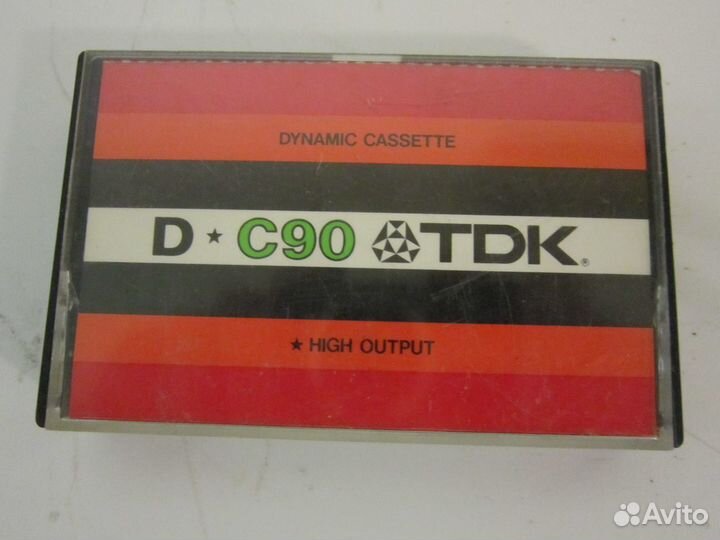 DYNAMIC CASSETTE
D ★ C90 TDK®
★ HIGH OUTPUT
Avito